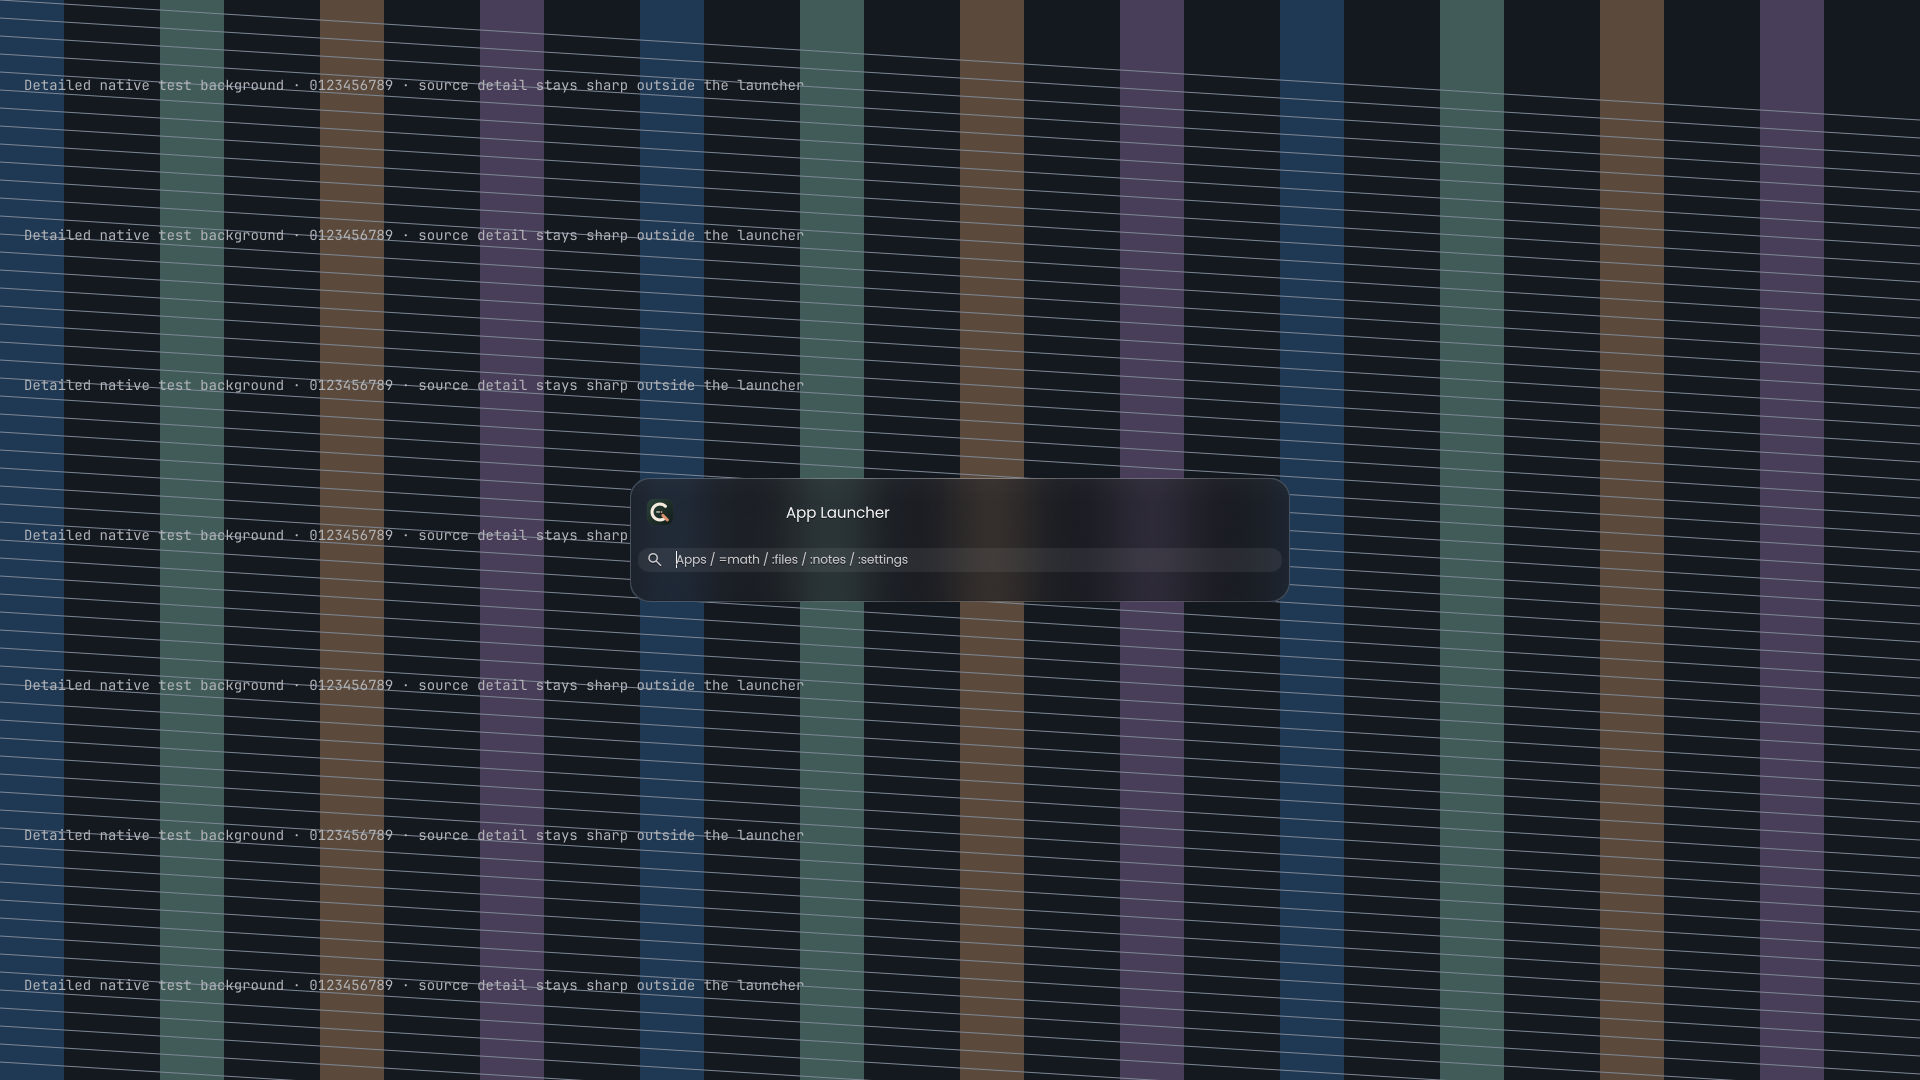 Detailed native test background · 0123456789 · source detail stays sharp outside the launcher
Detailed native test background · 0123456789 · source detail stays sharp outside the launcher
Detailed native test background · 0123456789 · source detail stays sharp outside the launcher
App Launcher
Detailed native test background · 0123456789 · source detail stays sharp
Apps / =math / :files / :notes / :settings
Detailed native test background · 0123456789 · source detail stays sharp outside the launcher
Detailed native test background · 0123456789 · source detail stays sharp outside the launcher
Detailed native test background · 0123456789 · source detail stays sharp outside the launcher